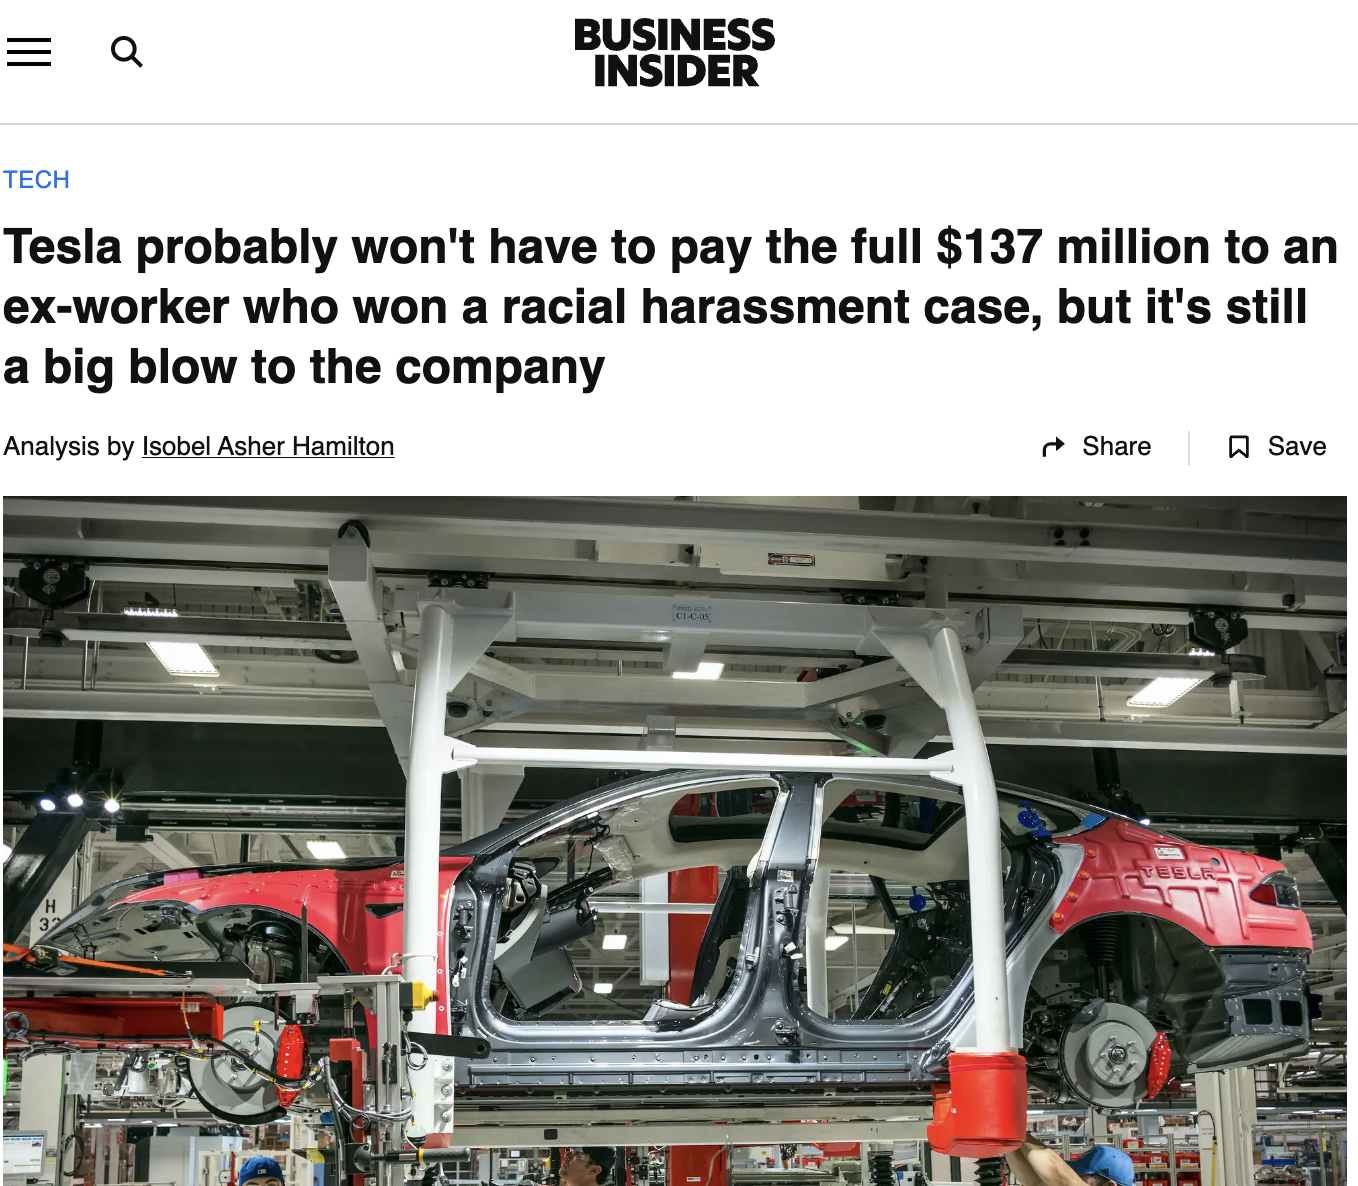 BUSINESS
INSIDER
TECH
Tesla probably won't have to pay the full $137 million to an
ex-worker who won a racial harassment case, but it's still
a big blow to the company
Analysis by Isobel Asher Hamilton
Share
Save
C1-C-05
H
TESLA